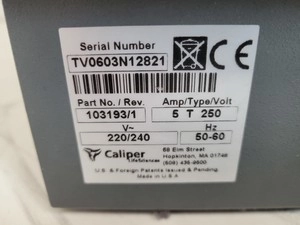 Serial Number
TV0603N12821
Part No. / Rev. Amp/Type/Volt
103193/1 5 T 250
V~ Hz
220/240 50-60
Caliper LifeSciences
68 Elm Street
Hopkinton, MA 01748
(508) 435-9500
U.S. & Foreign Patents Issued & Pending.
Made in U.S.A